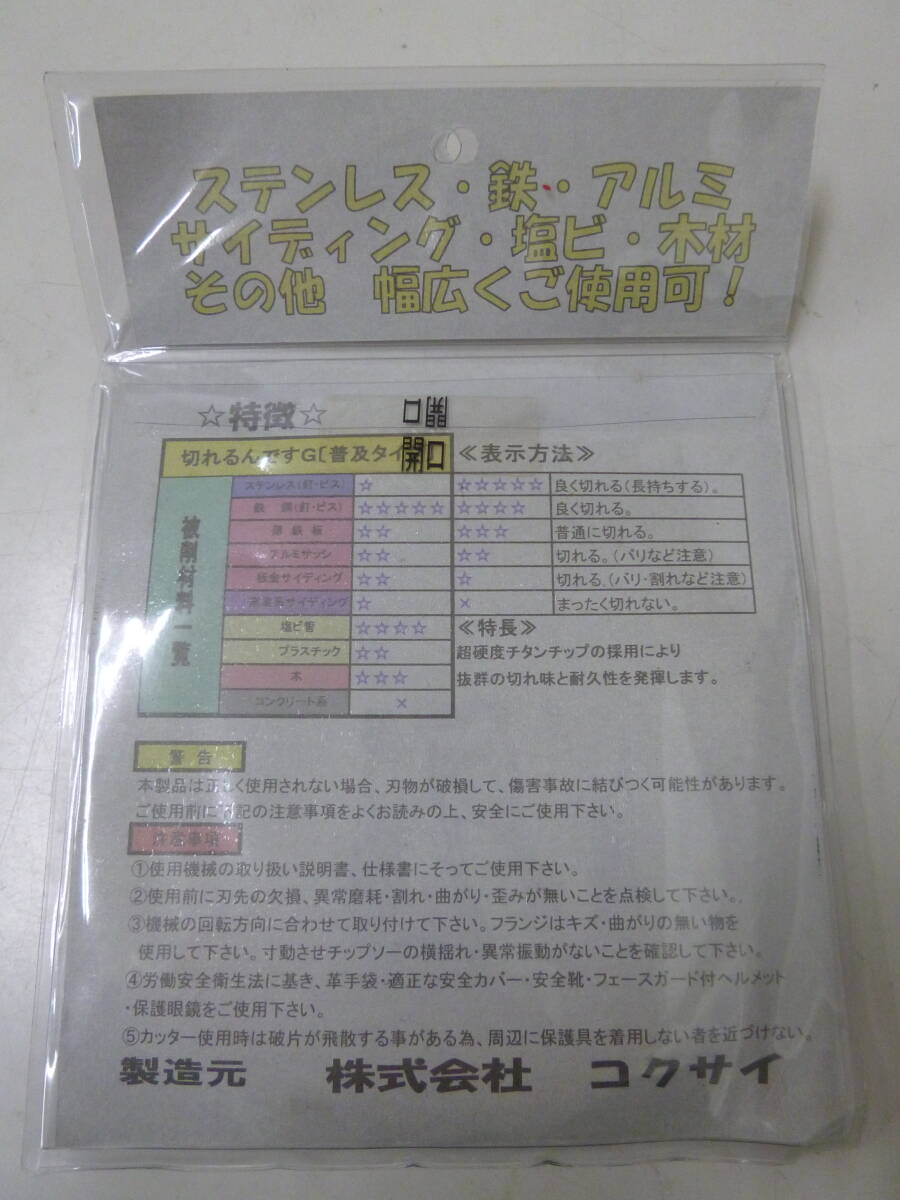 ステンレス・鉄・アルミ
サイディング・塩ビ・木材
その他　幅広くご使用可！
開口
☆特徴☆
開口
切れるんですG［普及タイ
≪表示方法≫
被削材料一覧
ステンレス（釘・ビス） ☆
鉄　鋼（釘・ビス） ☆☆☆☆☆
薄 鉄 板 ☆☆
アルミサッシ ☆☆
板金サイディング ☆☆
窯業系サイディング ☆
塩ビ管 ☆☆☆☆
プラスチック ☆☆
木 ☆☆☆
コンクリート系 ×
☆☆☆☆☆ 良く切れる（長持ちする）。
☆☆☆☆ 良く切れる。
☆☆☆ 普通に切れる。
☆☆ 切れる。（バリなど注意）
☆ 切れる。（バリ・割れなど注意）
× まったく切れない。
≪特長≫
超硬度チタンチップの採用により
抜群の切れ味と耐久性を発揮します。
警 告
本製品は正しく使用されない場合、刃物が破損して、傷害事故に結びつく可能性があります。
ご使用前に下記の注意事項をよくお読みの上、安全にご使用下さい。
注意事項
①使用機械の取り扱い説明書、仕様書にそってご使用下さい。
②使用前に刃先の欠損、異常磨耗・割れ・曲がり・歪みが無いことを点検して下さい。
③機械の回転方向に合わせて取り付けて下さい。フランジはキズ・曲がりの無い物を
使用して下さい。寸動させチップソーの横揺れ・異常振動がないことを確認して下さい。
④労働安全衛生法に基き、革手袋・適正な安全カバー・安全靴・フェースガード付ヘルメット
・保護眼鏡をご使用下さい。
⑤カッター使用時は破片が飛散する事がある為、周辺に保護具を着用しない者を近づけない。
製造元　株式会社　コクサイ